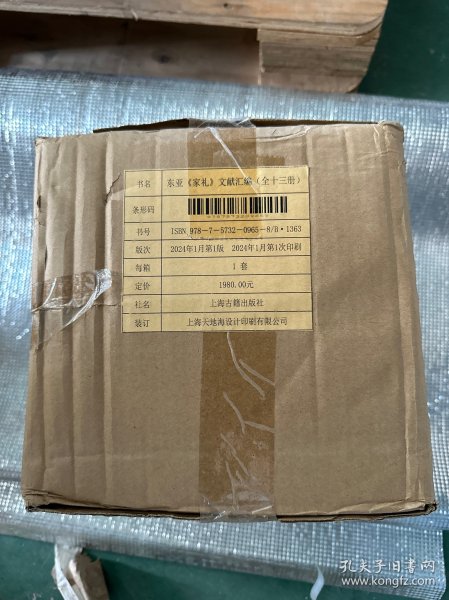 书名 东亚《家礼》文献汇编(全十三册)
条形码
书号 ISBN 978-7-5732-0965-8/B·1363
版次 2024年1月第1版 2024年1月第1次印刷
每箱 1 套
定价 1980.00元
社名 上海古籍出版社
装订 上海天地海设计印刷有限公司
孔夫子旧书网
www.kongfz.com